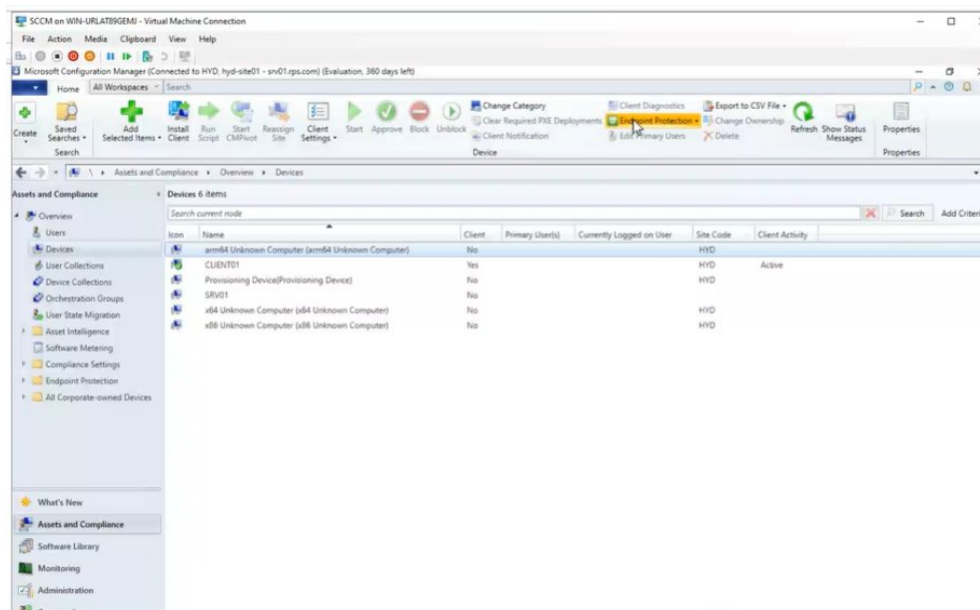 SCCM on WIN-URLAT89GEMJ - Virtual Machine Connection
File Action Media Clipboard View Help
Microsoft Configuration Manager (Connected to HYD, hyd-site01 - srv01.rps.com) (Evaluation, 360 days left)
Home All Workspaces Search
Create
Saved Searches
Add Selected Items
Install Client
Run Script
Start CMPivot
Reassign Site
Client Settings
Start
Approve
Block
Unblock
Change Category
Clear Required PXE Deployments
Client Notification
Client Diagnostics
Endpoint Protection
Edit Primary Users
Export to CSV File
Change Ownership
Delete
Refresh
Show Status Messages
Properties
Search Device Properties
\ Assets and Compliance Overview Devices
Assets and Compliance
Overview
Users
Devices
User Collections
Device Collections
Orchestration Groups
User State Migration
Asset Intelligence
Software Metering
Compliance Settings
Endpoint Protection
All Corporate-owned Devices
Devices 6 items
Search current node Search Add Criteri
Icon Name Client Primary User(s) Currently Logged on User Site Code Client Activity
arm64 Unknown Computer (arm64 Unknown Computer) No HYD
CLIENT01 Yes HYD Active
Provisioning Device(Provisioning Device) No HYD
SRV01 No
x64 Unknown Computer (x64 Unknown Computer) No HYD
x86 Unknown Computer (x86 Unknown Computer) No HYD
What's New
Assets and Compliance
Software Library
Monitoring
Administration